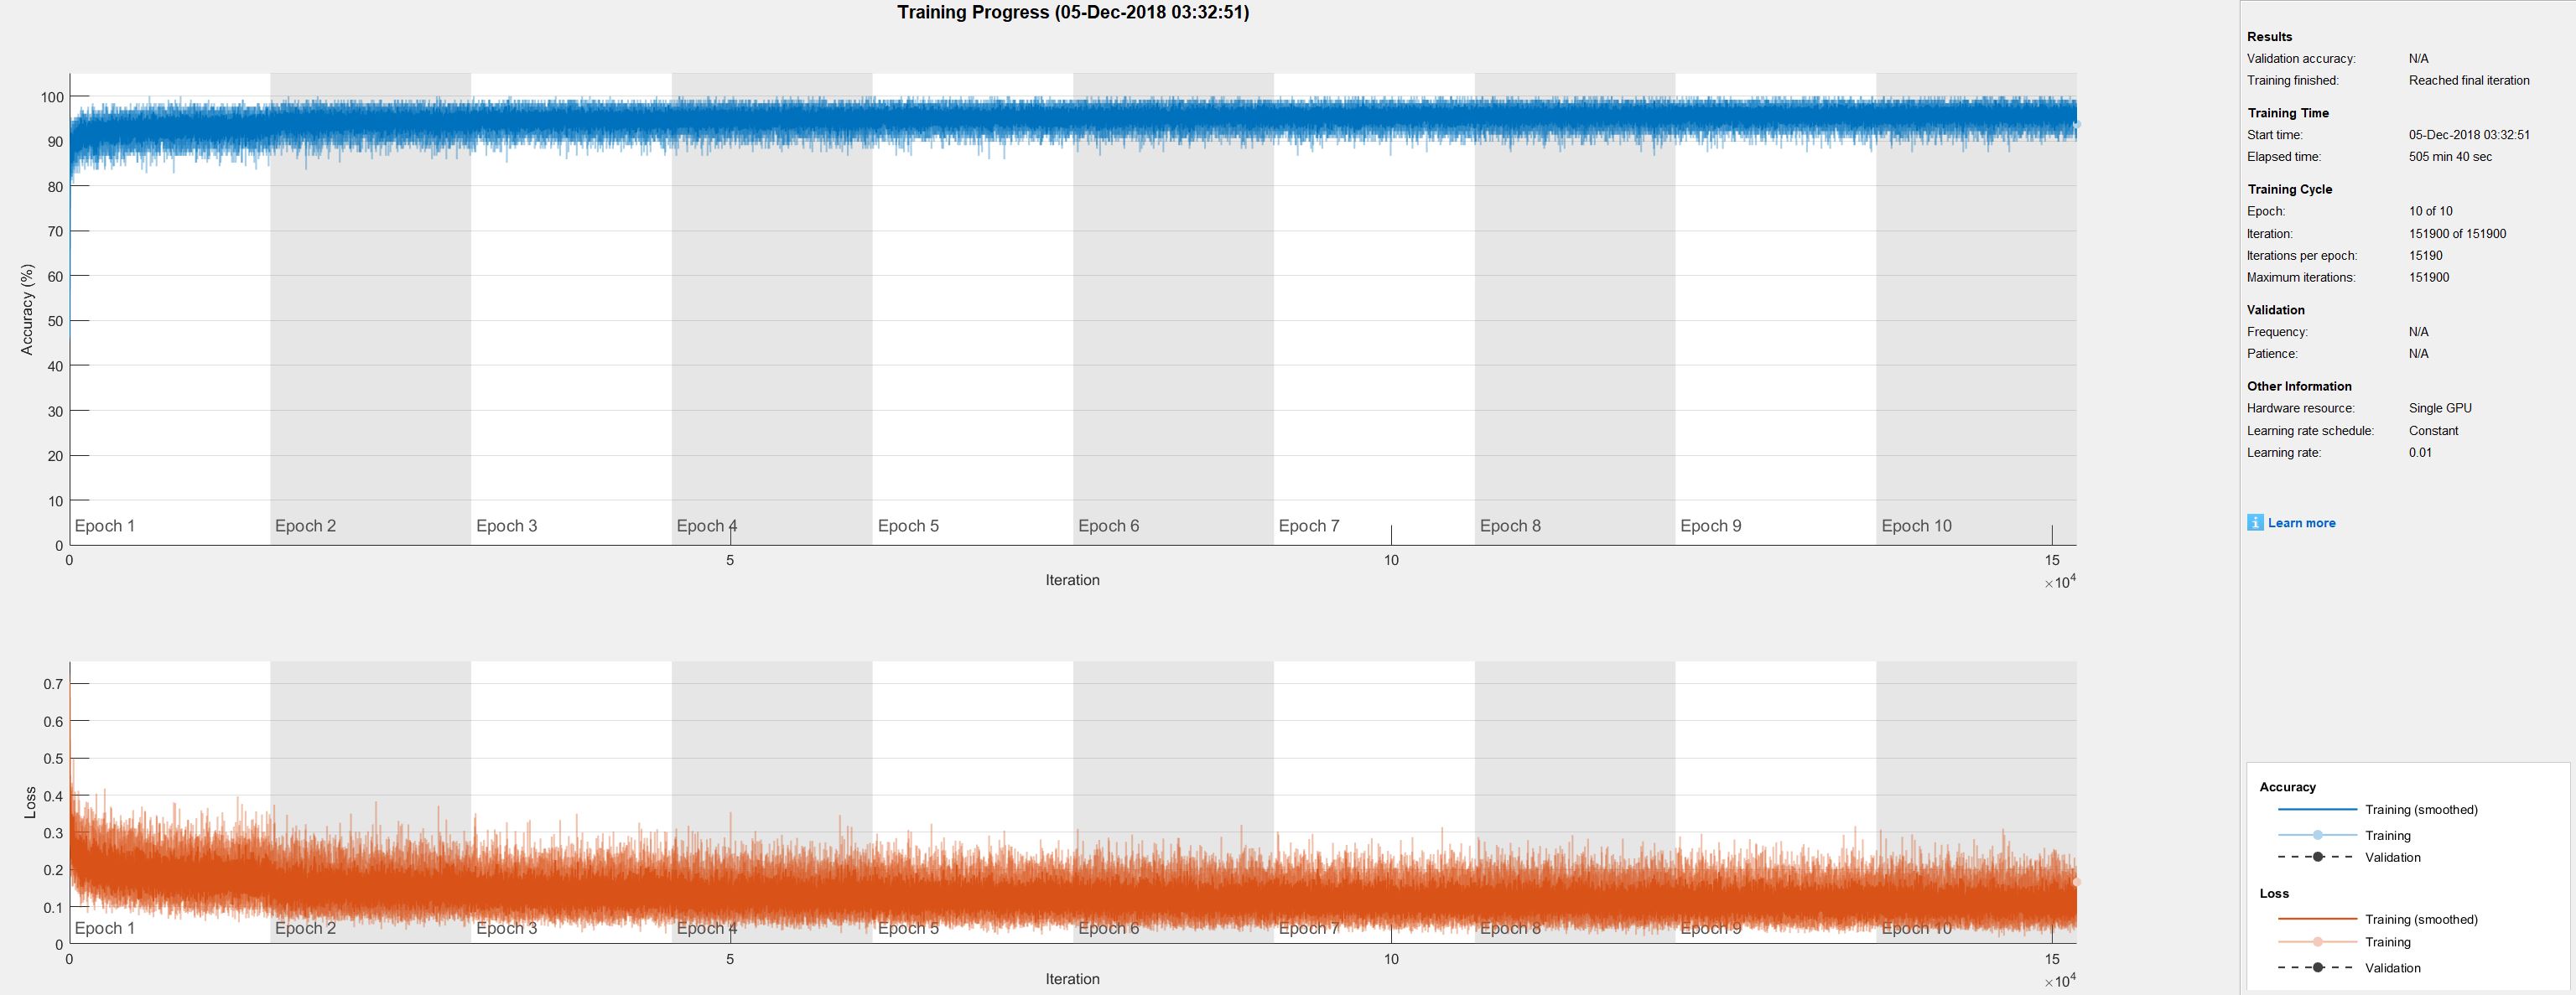 Training Progress (05-Dec-2018 03:32:51)
100
90
80
70
60
50
40
30
20
10
0
Accuracy (%)
Epoch 1 Epoch 2 Epoch 3 Epoch 4 Epoch 5 Epoch 6 Epoch 7 Epoch 8 Epoch 9 Epoch 10
0 5 10 15
Iteration
×10^4
0.7
0.6
0.5
0.4
0.3
0.2
0.1
0
Loss
Epoch 1 Epoch 2 Epoch 3 Epoch 4 Epoch 5 Epoch 6 Epoch 7 Epoch 8 Epoch 9 Epoch 10
0 5 10 15
Iteration
×10^4
Results
Validation accuracy: N/A
Training finished: Reached final iteration
Training Time
Start time: 05-Dec-2018 03:32:51
Elapsed time: 505 min 40 sec
Training Cycle
Epoch: 10 of 10
Iteration: 151900 of 151900
Iterations per epoch: 15190
Maximum iterations: 151900
Validation
Frequency: N/A
Patience: N/A
Other Information
Hardware resource: Single GPU
Learning rate schedule: Constant
Learning rate: 0.01
i Learn more
Accuracy
Training (smoothed)
Training
Validation
Loss
Training (smoothed)
Training
Validation